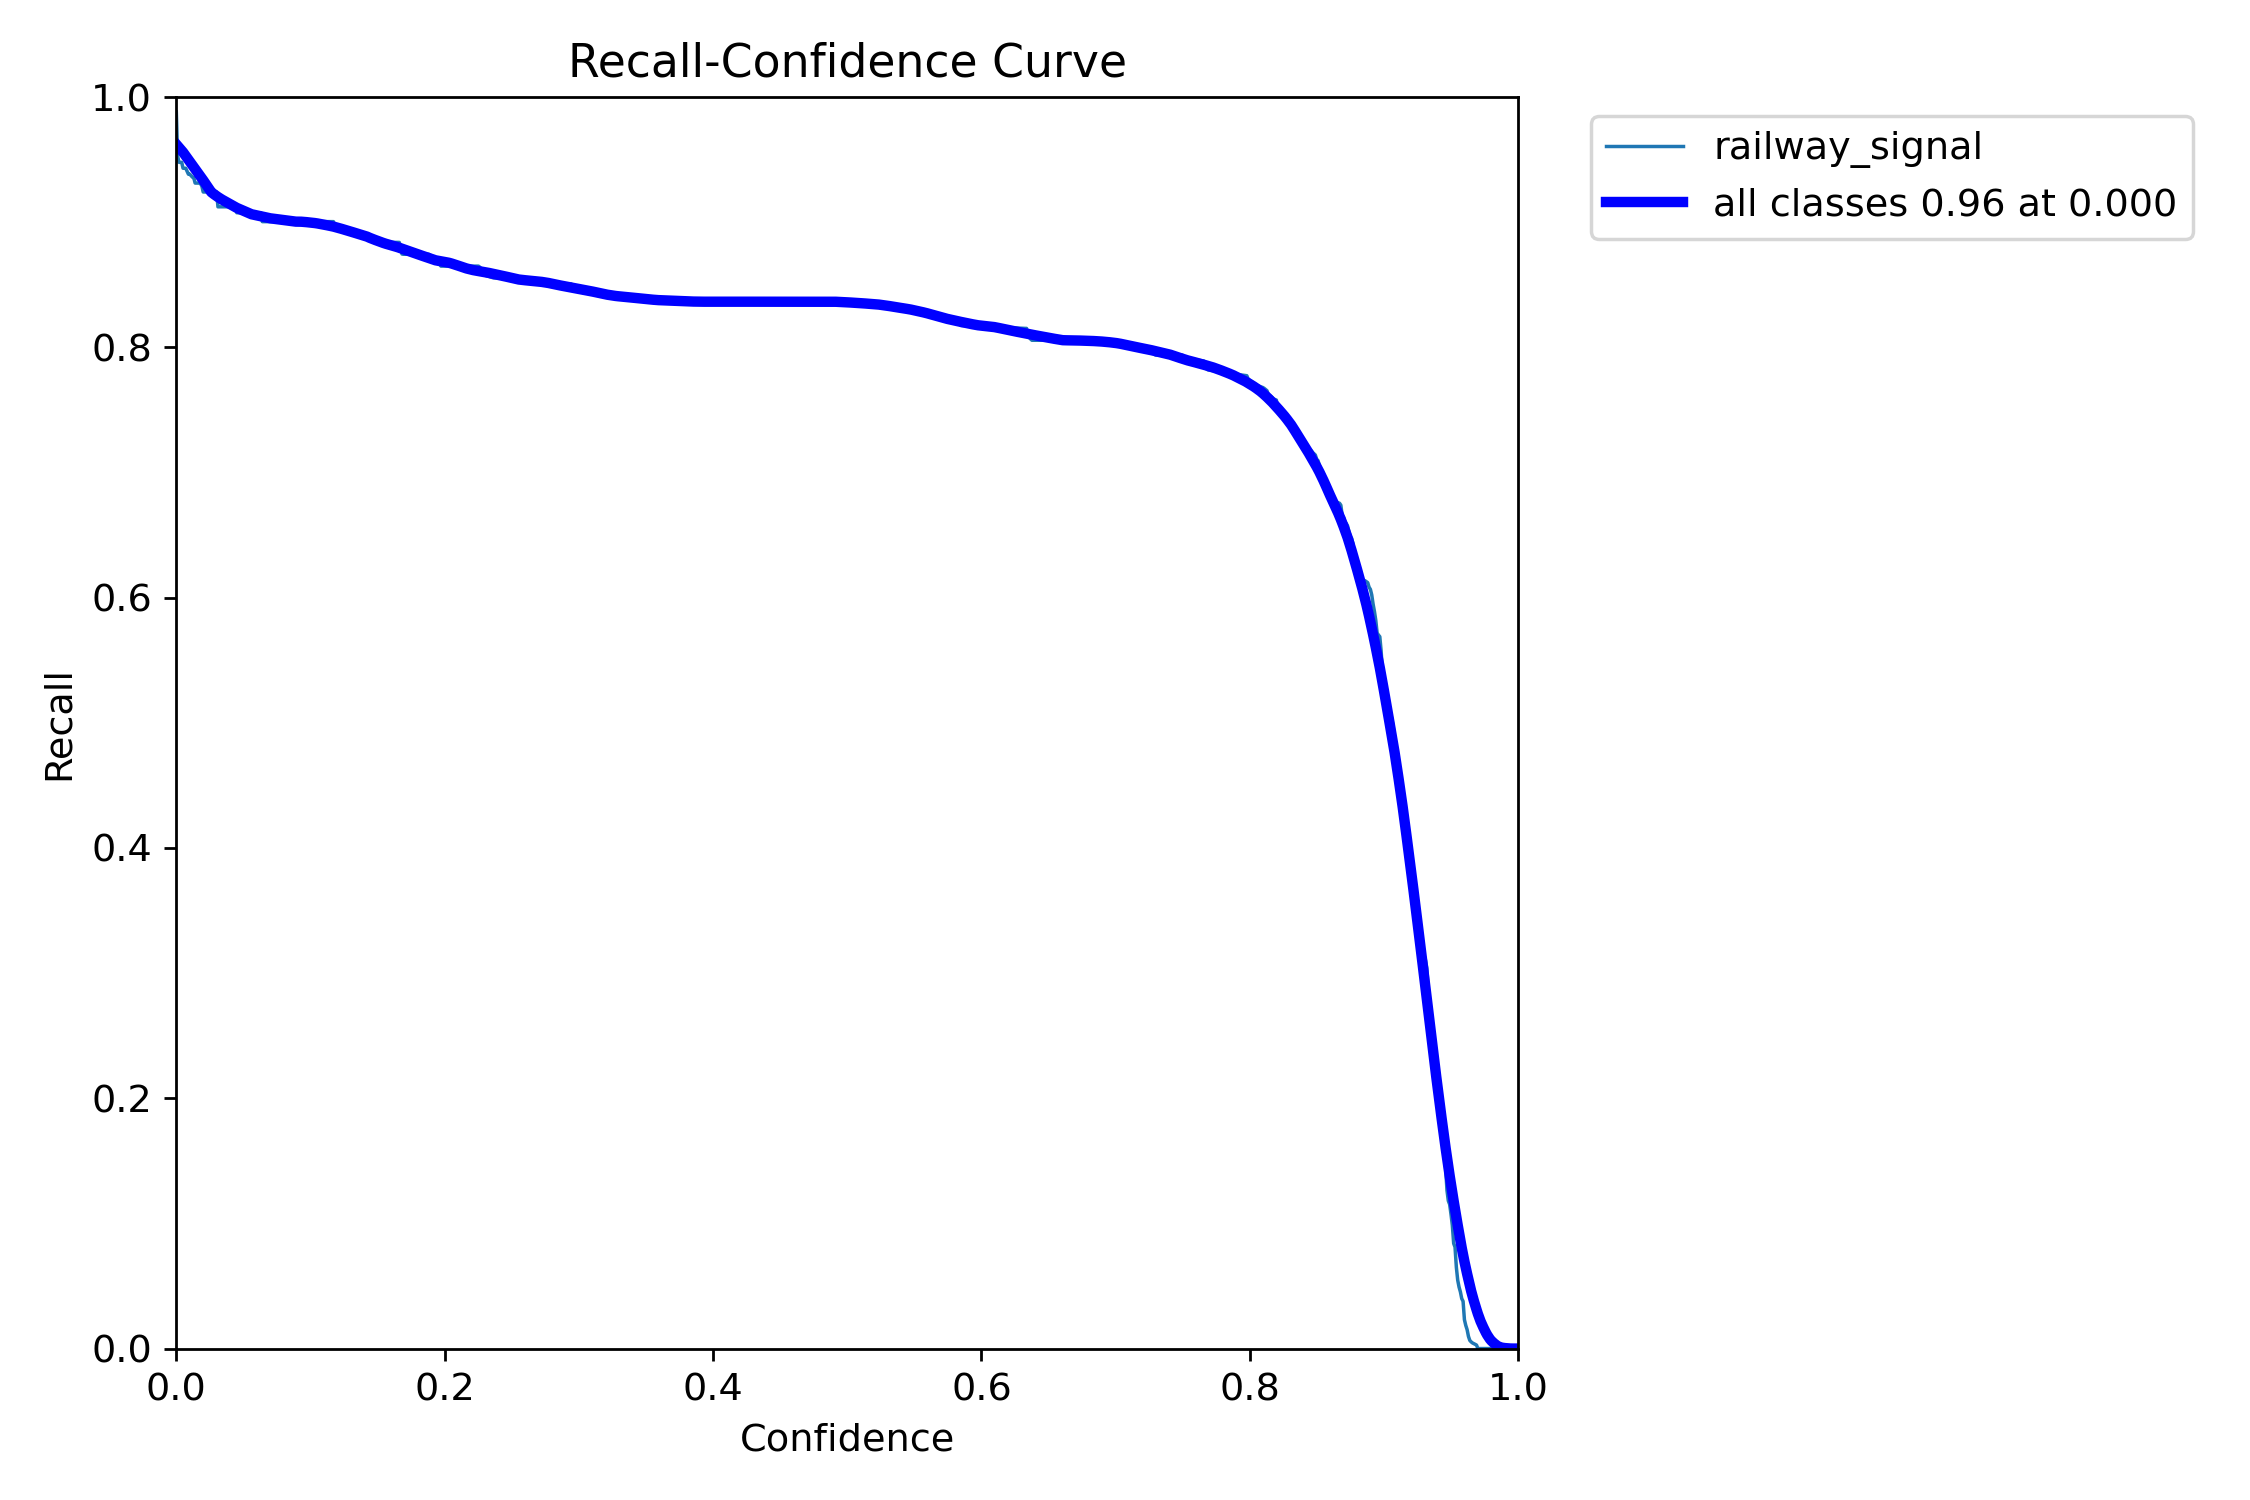 Recall-Confidence Curve
1.0
0.8
0.6
0.4
0.2
0.0
Recall
0.0 0.2 0.4 0.6 0.8 1.0
Confidence
railway_signal
all classes 0.96 at 0.000